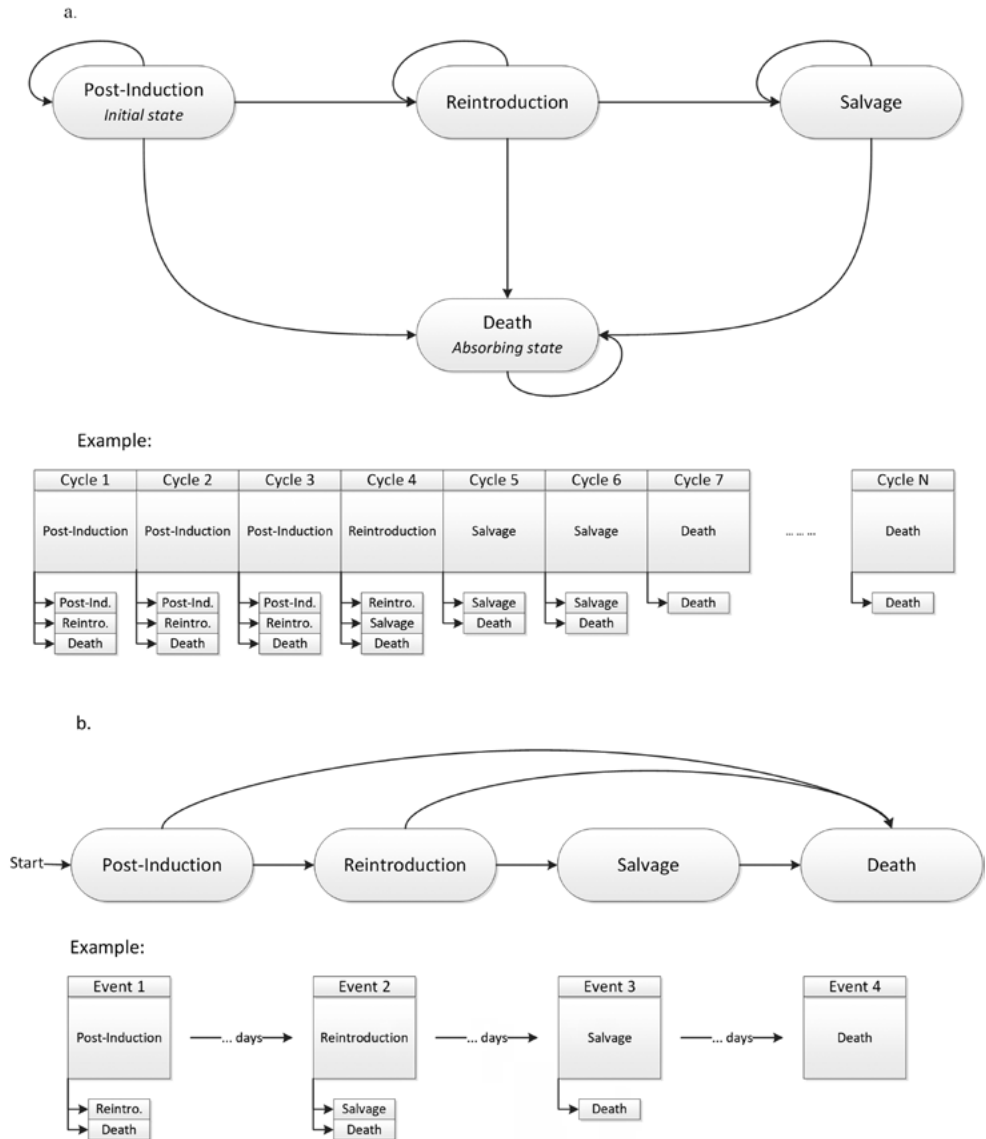 a.
Post-Induction
Initial state
Reintroduction
Salvage
Death
Absorbing state
Example:
Cycle 1 Cycle 2 Cycle 3 Cycle 4 Cycle 5 Cycle 6 Cycle 7 Cycle N
Post-Induction Post-Induction Post-Induction Reintroduction Salvage Salvage Death ... ... ... Death
Post-Ind. Post-Ind. Post-Ind. Reintro. Salvage Salvage Death Death
Reintro. Reintro. Reintro. Salvage Death Death
Death Death Death Death
b.
Start Post-Induction Reintroduction Salvage Death
Example:
Event 1 Event 2 Event 3 Event 4
Post-Induction ... days Reintroduction ... days Salvage ... days Death
Reintro. Salvage Death
Death Death